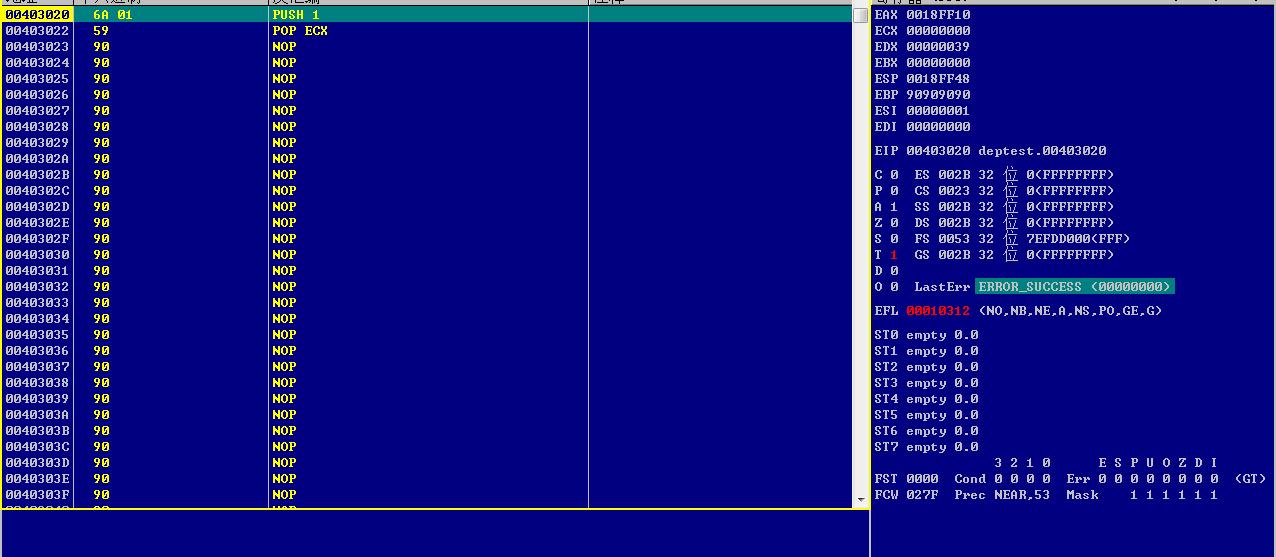 00403020 6A 01 PUSH 1
00403022 59 POP ECX
00403023 90 NOP
00403024 90 NOP
00403025 90 NOP
00403026 90 NOP
00403027 90 NOP
00403028 90 NOP
00403029 90 NOP
0040302A 90 NOP
0040302B 90 NOP
0040302C 90 NOP
0040302D 90 NOP
0040302E 90 NOP
0040302F 90 NOP
00403030 90 NOP
00403031 90 NOP
00403032 90 NOP
00403033 90 NOP
00403034 90 NOP
00403035 90 NOP
00403036 90 NOP
00403037 90 NOP
00403038 90 NOP
00403039 90 NOP
0040303A 90 NOP
0040303B 90 NOP
0040303C 90 NOP
0040303D 90 NOP
0040303E 90 NOP
0040303F 90 NOP
EAX 0018FF10
ECX 00000000
EDX 00000039
EBX 00000000
ESP 0018FF48
EBP 90909090
ESI 00000001
EDI 00000000
EIP 00403020 deptest.00403020
C 0 ES 002B 32 位 0(FFFFFFFF)
P 0 CS 0023 32 位 0(FFFFFFFF)
A 1 SS 002B 32 位 0(FFFFFFFF)
Z 0 DS 002B 32 位 0(FFFFFFFF)
S 0 FS 0053 32 位 7EFDD000(FFF)
T 1 GS 002B 32 位 0(FFFFFFFF)
D 0
O 0 LastErr ERROR_SUCCESS (00000000)
EFL 00010312 (NO,NB,NE,A,NS,PO,GE,G)
ST0 empty 0.0
ST1 empty 0.0
ST2 empty 0.0
ST3 empty 0.0
ST4 empty 0.0
ST5 empty 0.0
ST6 empty 0.0
ST7 empty 0.0
3 2 1 0 E S P U O Z D I
FST 0000 Cond 0 0 0 0 Err 0 0 0 0 0 0 0 0 (GT)
FCW 027F Prec NEAR,53 Mask 1 1 1 1 1 1